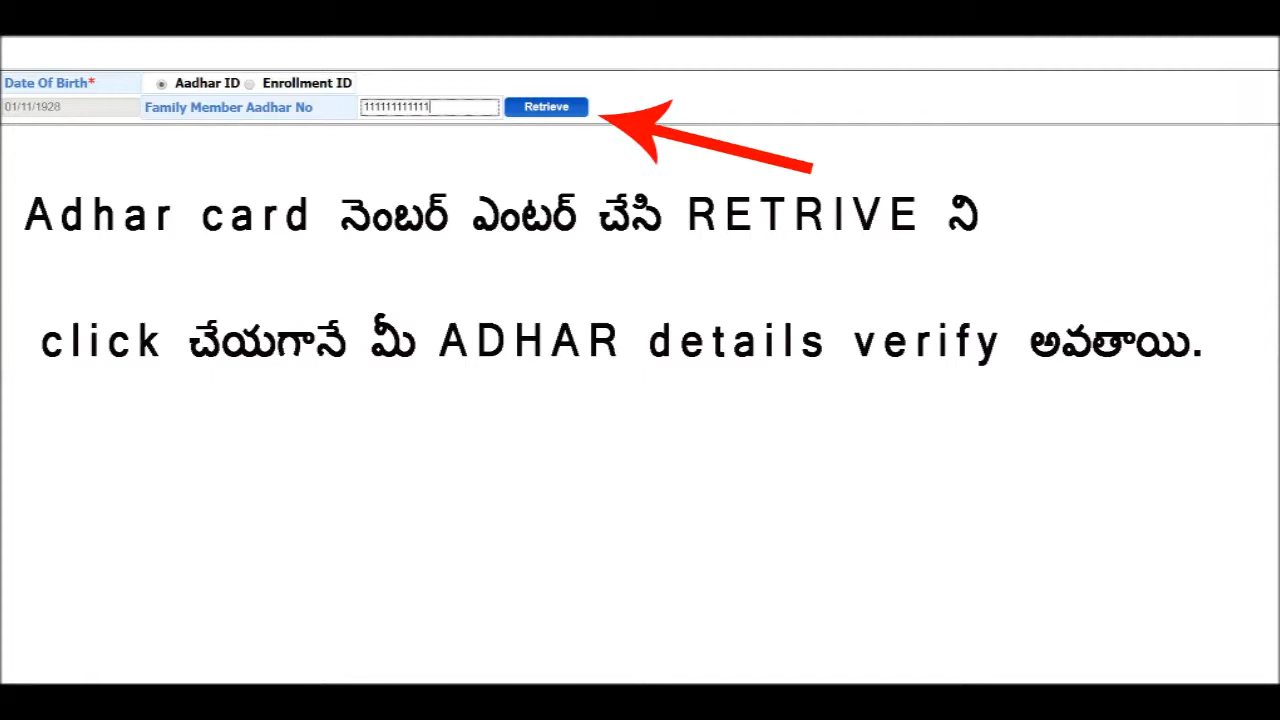 Date Of Birth* Aadhar ID Enrollment ID
01/11/1928 Family Member Aadhar No 111111111111 Retrieve
Adhar card నెంబర్ ఎంటర్ చేసి RETRIVE ని
click చేయగానే మీ ADHAR details verify అవతాయి.